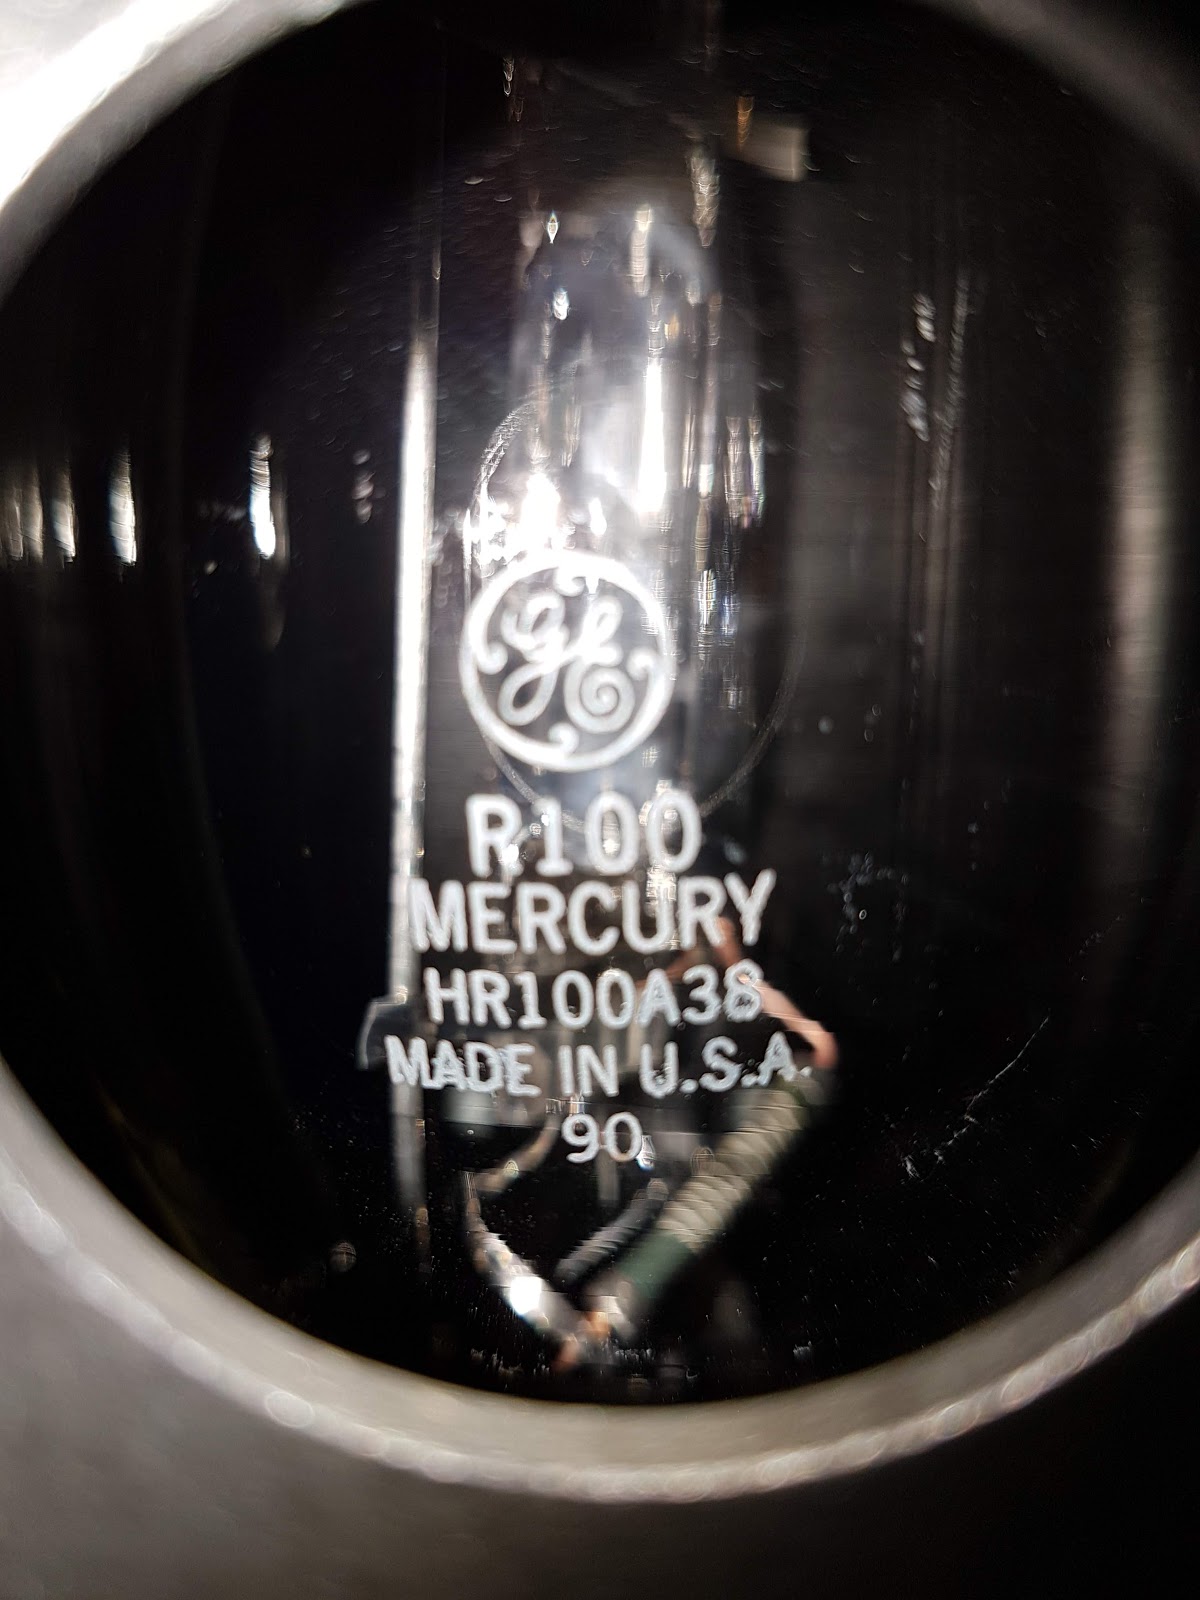 GE
R100
MERCURY
HR100A38
MADE IN U.S.A.
90